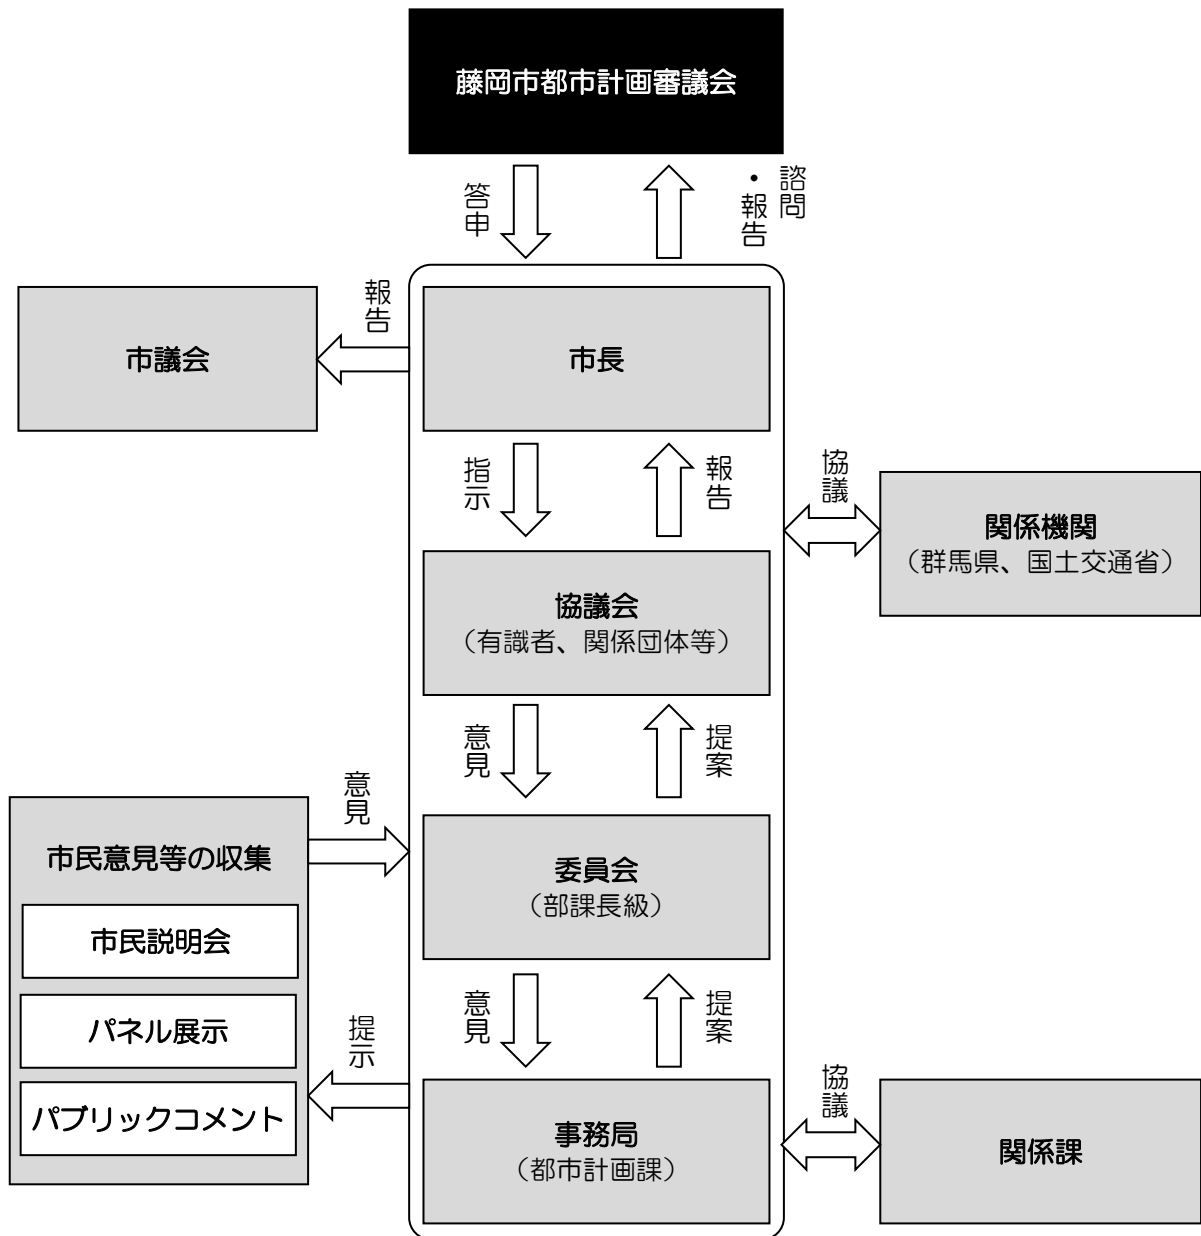 藤岡市都市計画審議会
答申
諮問
・報告
市議会
報告
市長
指示
報告
協議
関係機関
（群馬県、国土交通省）
協議会
（有識者、関係団体等）
意見
提案
意見
市民意見等の収集
市民説明会
パネル展示
パブリックコメント
委員会
（部課長級）
意見
提案
提示
事務局
（都市計画課）
協議
関係課